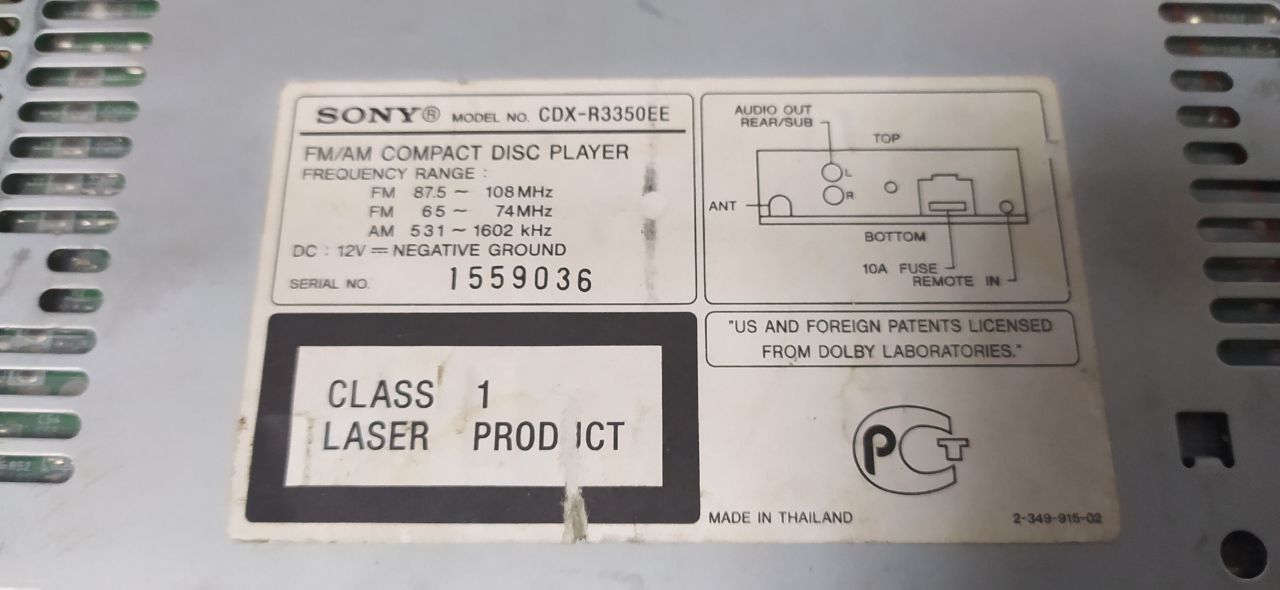 SONY® MODEL NO. CDX-R3350EE
FM/AM COMPACT DISC PLAYER
FREQUENCY RANGE :
FM 87.5 ~ 108 MHz
FM 65 ~ 74 MHz
AM 531 ~ 1602 kHz
DC : 12V ⎓ NEGATIVE GROUND
SERIAL NO. 1559036
AUDIO OUT
REAR/SUB
TOP
L
R
ANT
BOTTOM
10A FUSE
REMOTE IN
CLASS 1
LASER PROD ICT
"US AND FOREIGN PATENTS LICENSED
FROM DOLBY LABORATORIES."
PCT
MADE IN THAILAND
2-349-915-02